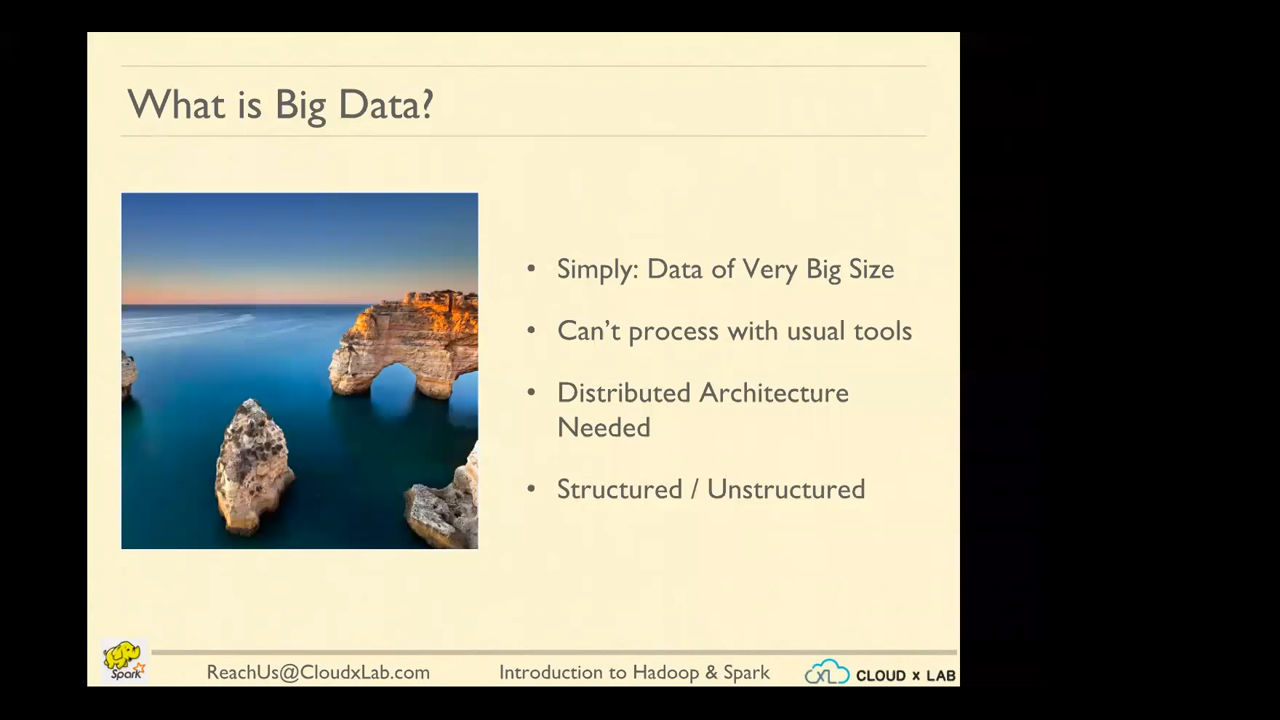 What is Big Data?
• Simply: Data of Very Big Size
• Can’t process with usual tools
• Distributed Architecture
Needed
• Structured / Unstructured
Spark
ReachUs@CloudxLab.com
Introduction to Hadoop & Spark
XL
CLOUD x LAB